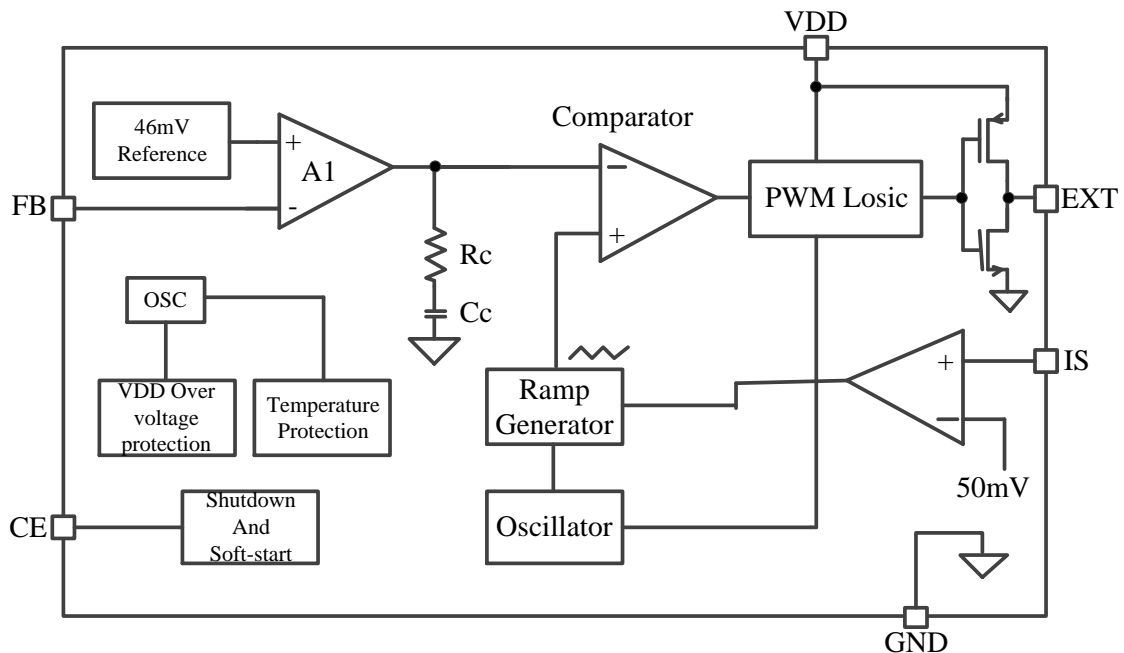 VDD
46mV
Reference
+
A1
-
FB
Comparator
−
+
PWM Losic
EXT
Rc
Cc
OSC
VDD Over
voltage
protection
Temperature
Protection
Ramp
Generator
+
−
IS
50mV
CE
Shutdown
And
Soft-start
Oscillator
GND